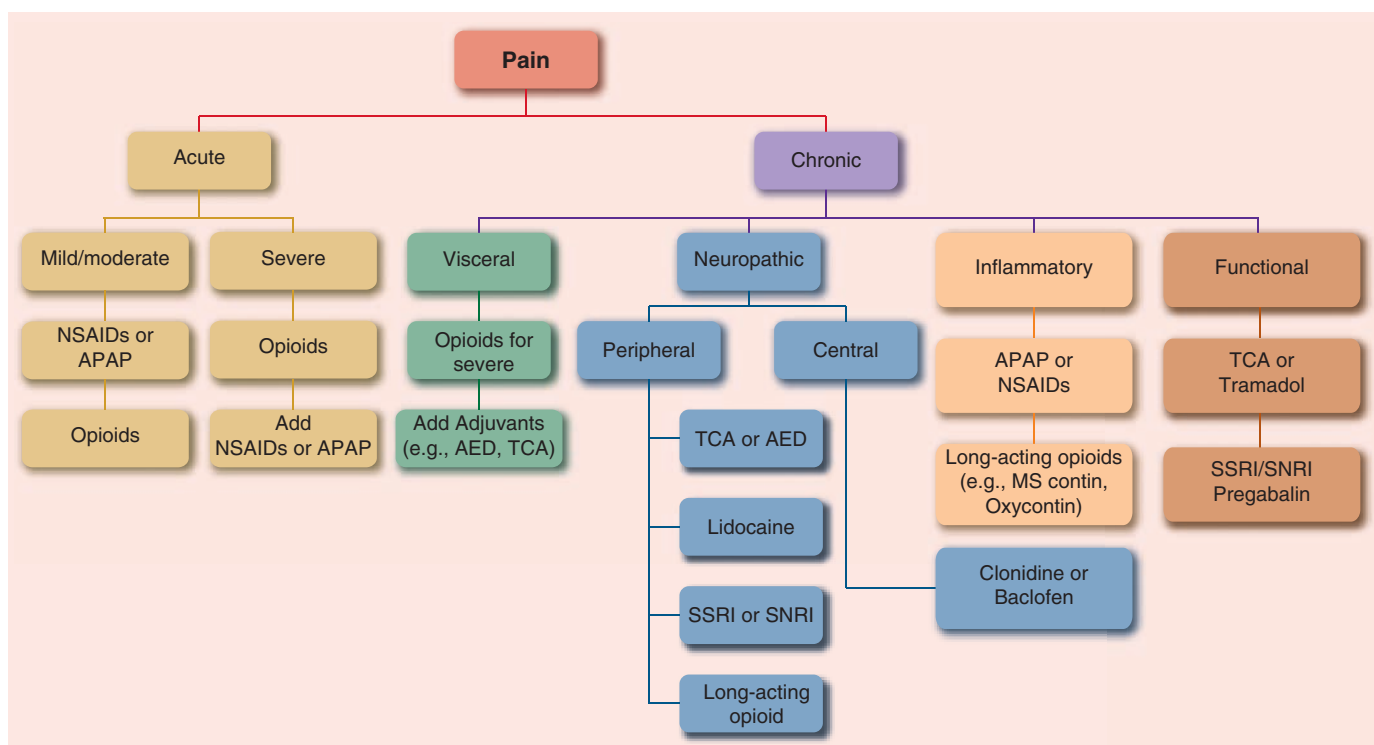 Pain
Acute
Chronic
Mild/moderate
Severe
Visceral
Neuropathic
Inflammatory
Functional
NSAIDs or
APAP
Opioids
Opioids for
severe
Peripheral
Central
APAP or
NSAIDs
TCA or
Tramadol
Opioids
Add
NSAIDs or APAP
Add Adjuvants
(e.g., AED, TCA)
TCA or AED
Long-acting opioids
(e.g., MS contin,
Oxycontin)
SSRI/SNRI
Pregabalin
Lidocaine
Clonidine or
Baclofen
SSRI or SNRI
Long-acting
opioid